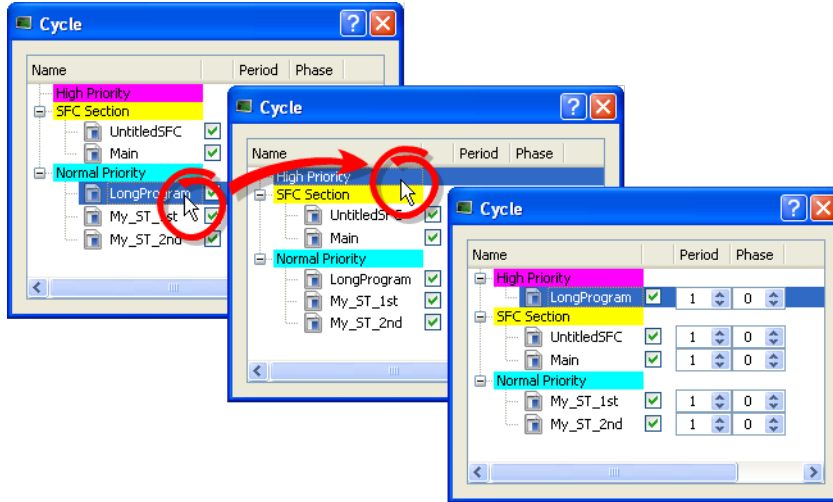 Cycle
Name Period Phase
High Priority
SFC Section
UntitledSFC
Main
Normal Priority
LongProgram
My_ST_1st
My_ST_2nd
Cycle
Name Period Phase
High Priority
SFC Section
UntitledSFC
Main
Normal Priority
LongProgram
My_ST_1st
My_ST_2nd
Cycle
Name Period Phase
High Priority
LongProgram 1 0
SFC Section
UntitledSFC 1 0
Main 1 0
Normal Priority
My_ST_1st 1 0
My_ST_2nd 1 0